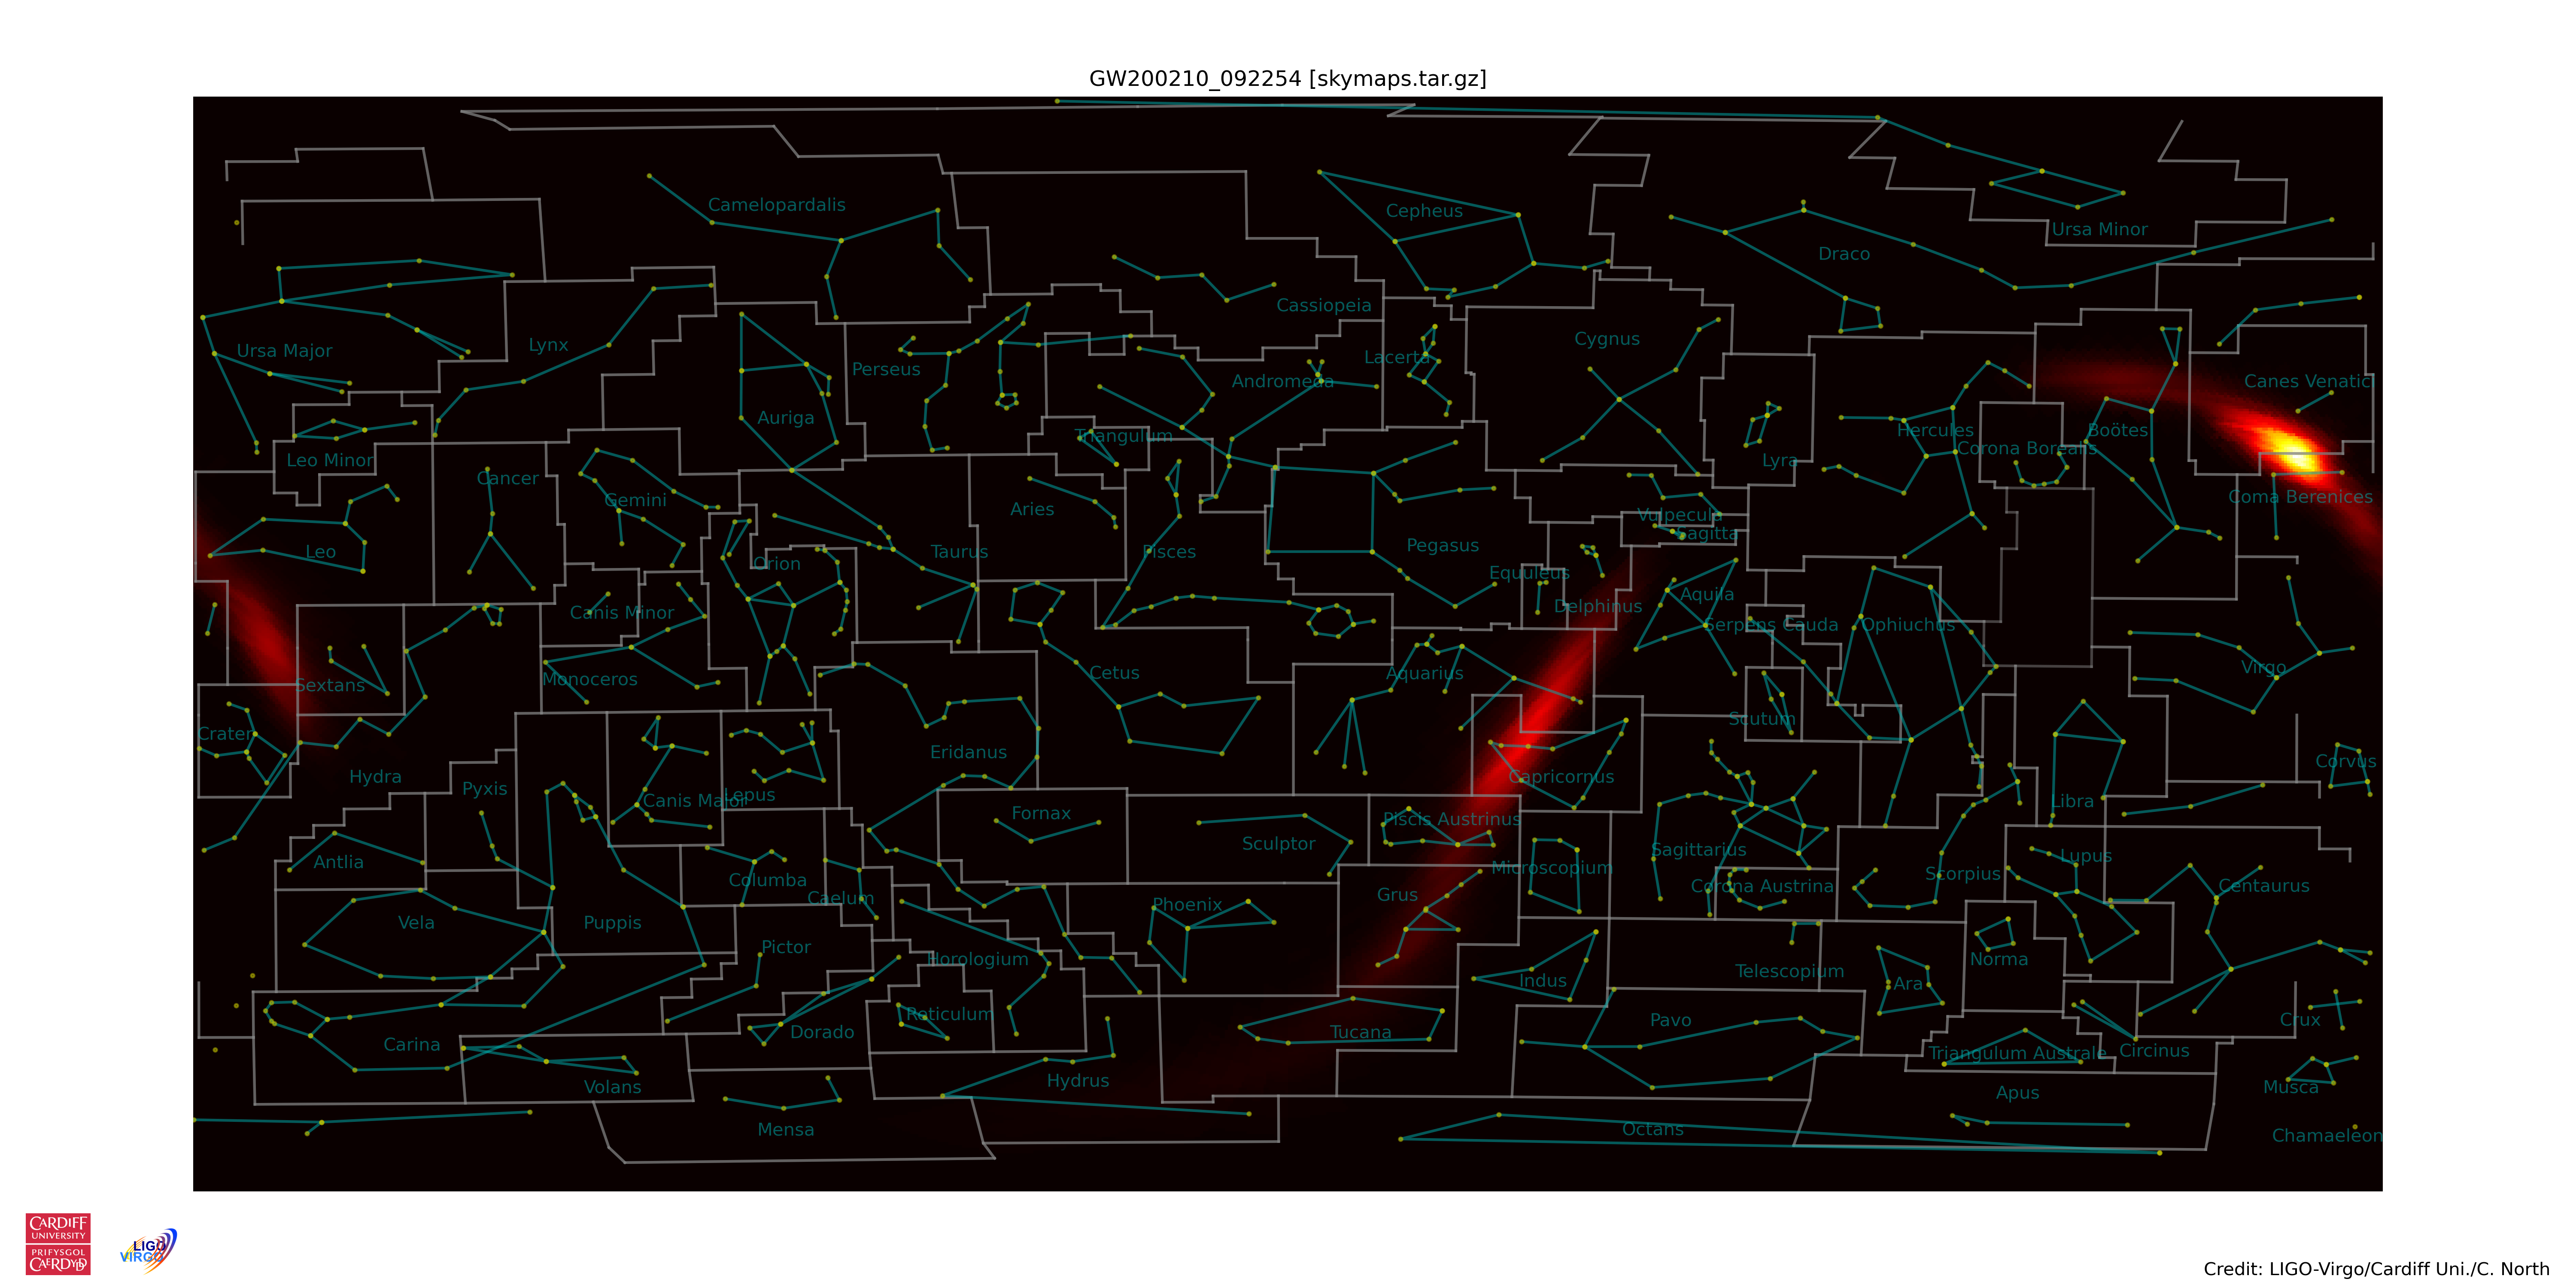 GW200210_092254 [skymaps.tar.gz]
Camelopardalis
Cepheus
Ursa Minor
Draco
Cassiopeia
Ursa Major
Lynx
Perseus
Andromeda
Lacerta
Cygnus
Canes Venatici
Auriga
Triangulum
Hercules
Boötes
Corona Borealis
Leo Minor
Lyra
Cancer
Gemini
Aries
Coma Berenices
Vulpecula
Sagitta
Leo
Orion
Taurus
Pisces
Pegasus
Equuleus
Canis Minor
Delphinus
Aquila
Serpens Cauda
Ophiuchus
Sextans
Monoceros
Cetus
Aquarius
Virgo
Crater
Scutum
Eridanus
Hydra
Pyxis
Capricornus
Corvus
Canis Major
Lepus
Fornax
Piscis Austrinus
Libra
Antlia
Sculptor
Sagittarius
Lupus
Columba
Caelum
Microscopium
Corona Austrina
Scorpius
Centaurus
Grus
Phoenix
Vela
Puppis
Pictor
Horologium
Telescopium
Norma
Indus
Ara
Reticulum
Dorado
Tucana
Pavo
Crux
Carina
Triangulum Australe
Circinus
Volans
Hydrus
Apus
Musca
Mensa
Octans
Chamaeleon
CARDIFF
UNIVERSITY
PRIFYSGOL
CAERDYDD
LIGO
VIRGO
Credit: LIGO-Virgo/Cardiff Uni./C. North